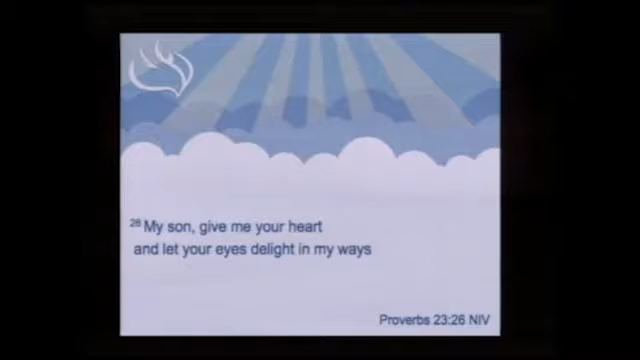 26 My son, give me your heart
and let your eyes delight in my ways
Proverbs 23:26 NIV